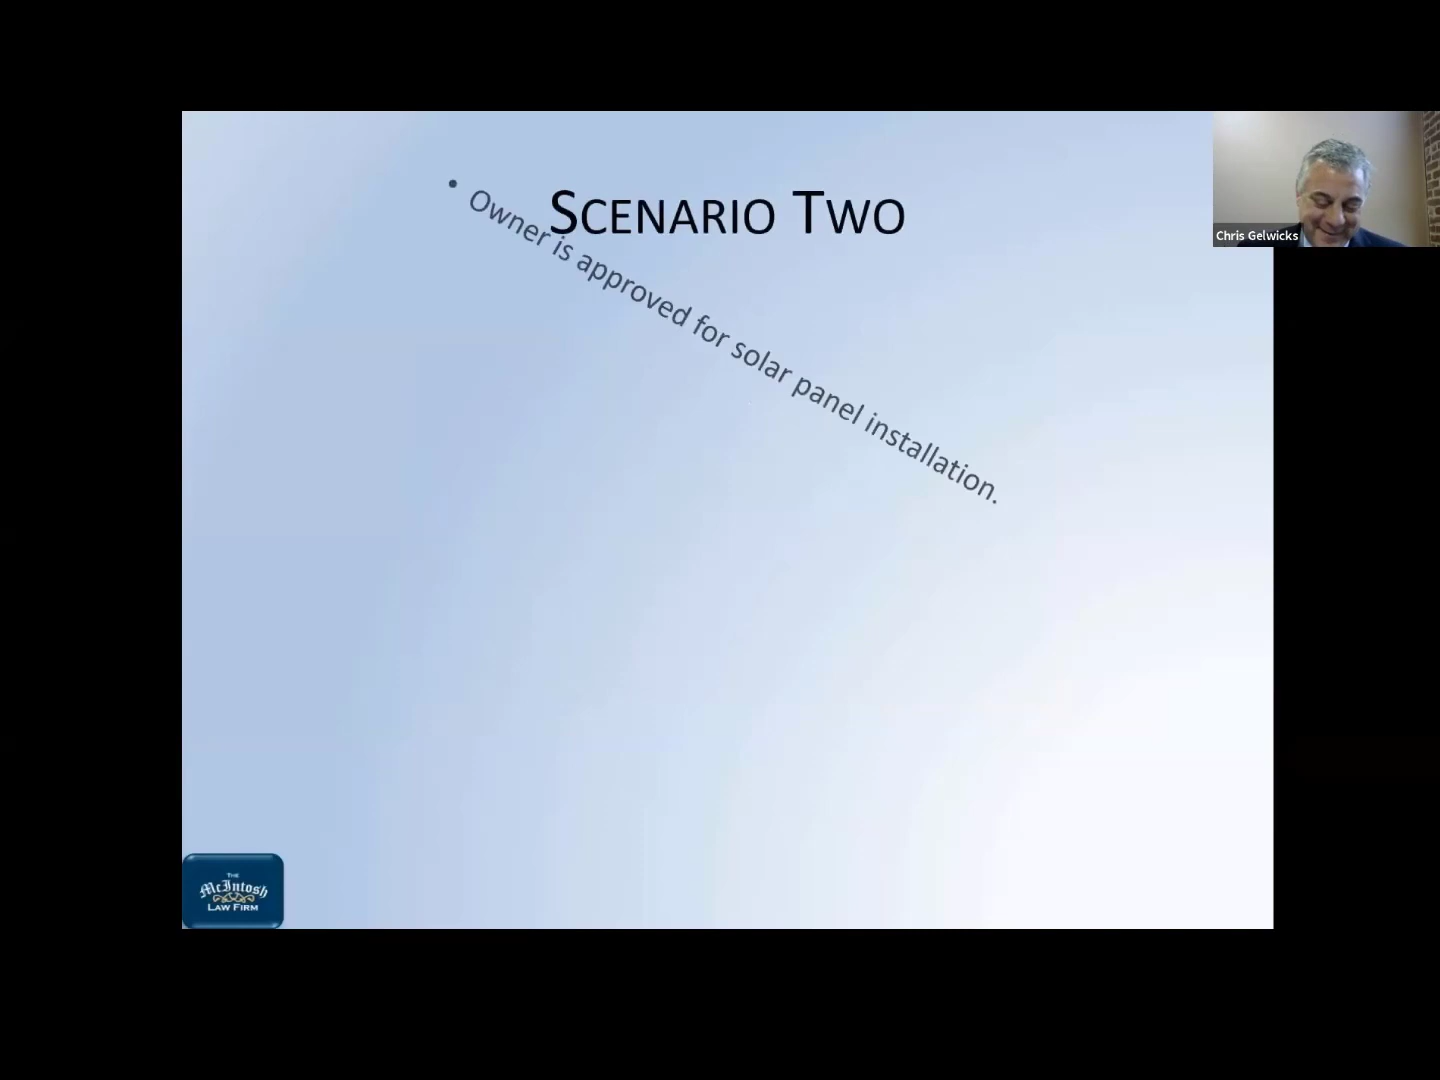 Scenario Two
• Owner is approved for solar panel installation.
Chris Gelwicks
THE
McIntosh
LAW FIRM